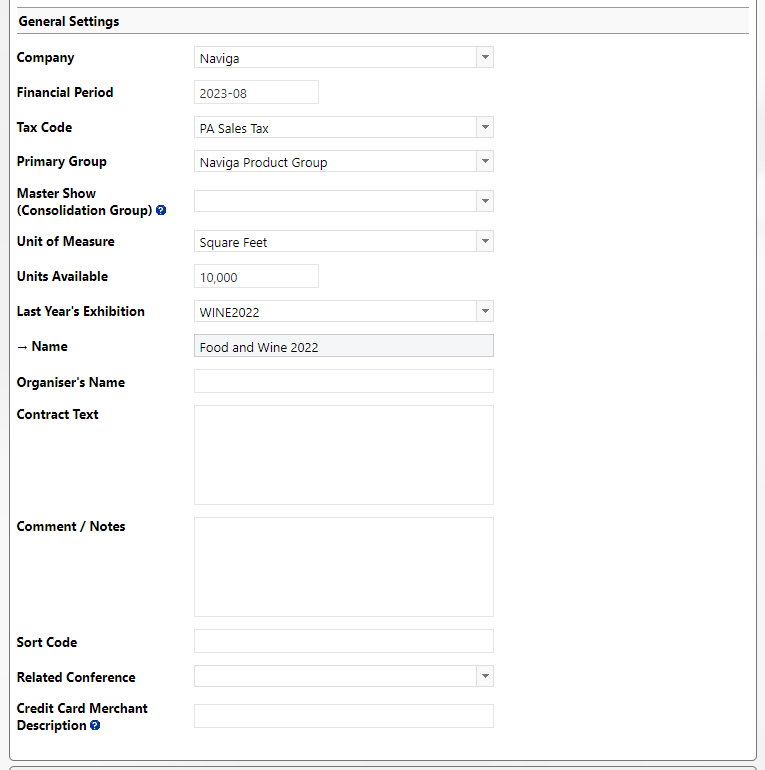 General Settings
Company Naviga
Financial Period 2023-08
Tax Code PA Sales Tax
Primary Group Naviga Product Group
Master Show
(Consolidation Group) ?
Unit of Measure Square Feet
Units Available 10,000
Last Year's Exhibition WINE2022
→ Name Food and Wine 2022
Organiser's Name
Contract Text
Comment / Notes
Sort Code
Related Conference
Credit Card Merchant
Description ?